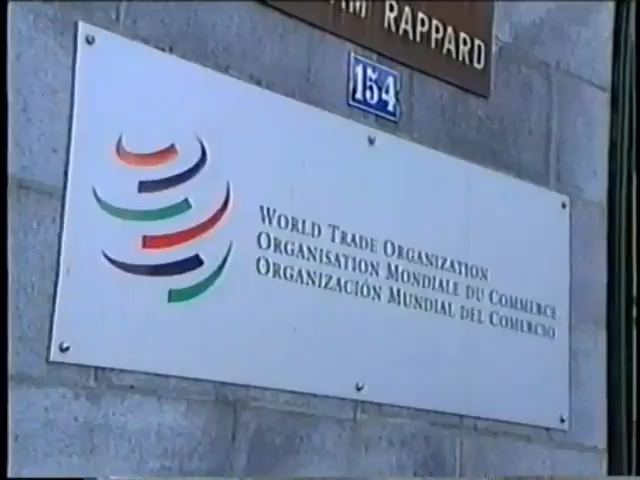 RAPPARD
154
WORLD TRADE ORGANIZATION
ORGANISATION MONDIALE DU COMMERCE
ORGANIZACIÓN MUNDIAL DEL COMERCIO